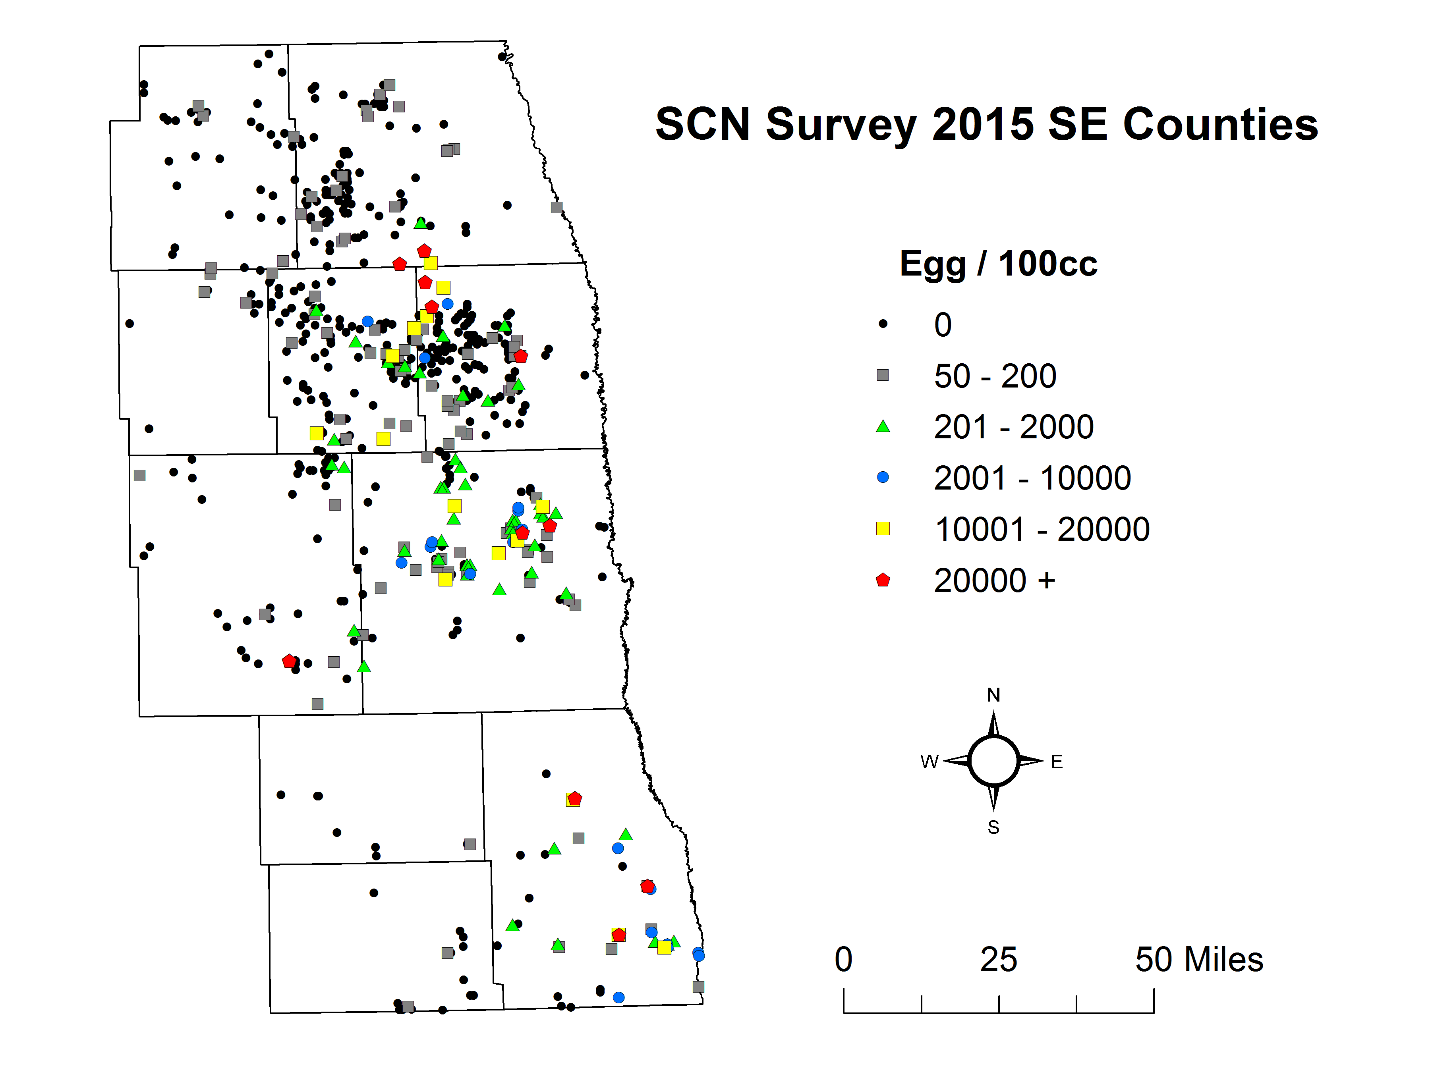 SCN Survey 2015 SE Counties
Egg / 100cc
0
50 - 200
201 - 2000
2001 - 10000
10001 - 20000
20000 +
N
W E
S
0 25 50 Miles